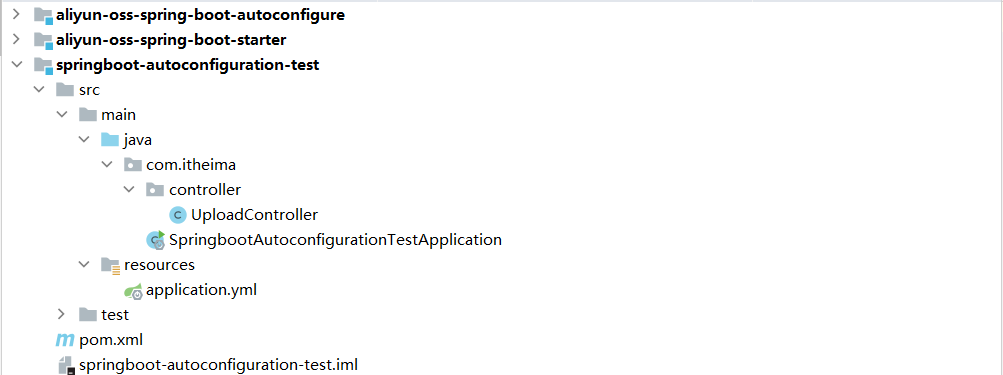 aliyun-oss-spring-boot-autoconfigure
aliyun-oss-spring-boot-starter
springboot-autoconfiguration-test
src
main
java
com.itheima
controller
UploadController
SpringbootAutoconfigurationTestApplication
resources
application.yml
test
pom.xml
springboot-autoconfiguration-test.iml